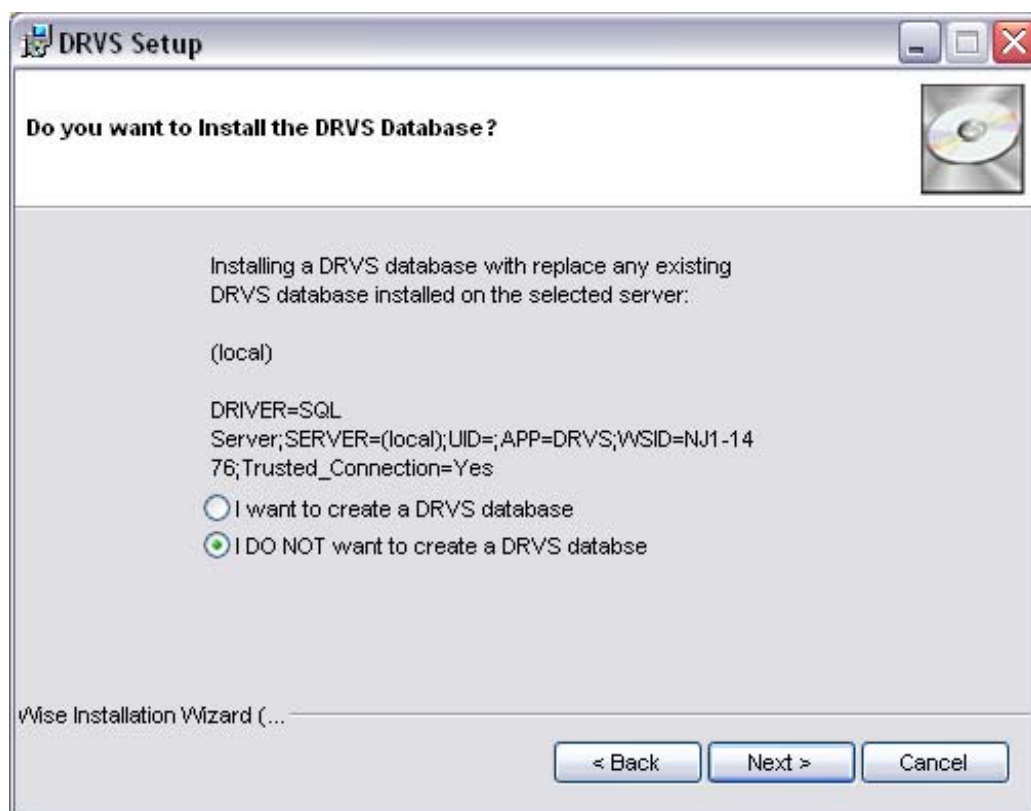 DRVS Setup
Do you want to Install the DRVS Database?
Installing a DRVS database with replace any existing
DRVS database installed on the selected server:
(local)
DRIVER=SQL
Server;SERVER=(local);UID=;APP=DRVS;WSID=NJ1-14
76;Trusted_Connection=Yes
I want to create a DRVS database
I DO NOT want to create a DRVS databse
Wise Installation Wizard (...
< Back
Next >
Cancel